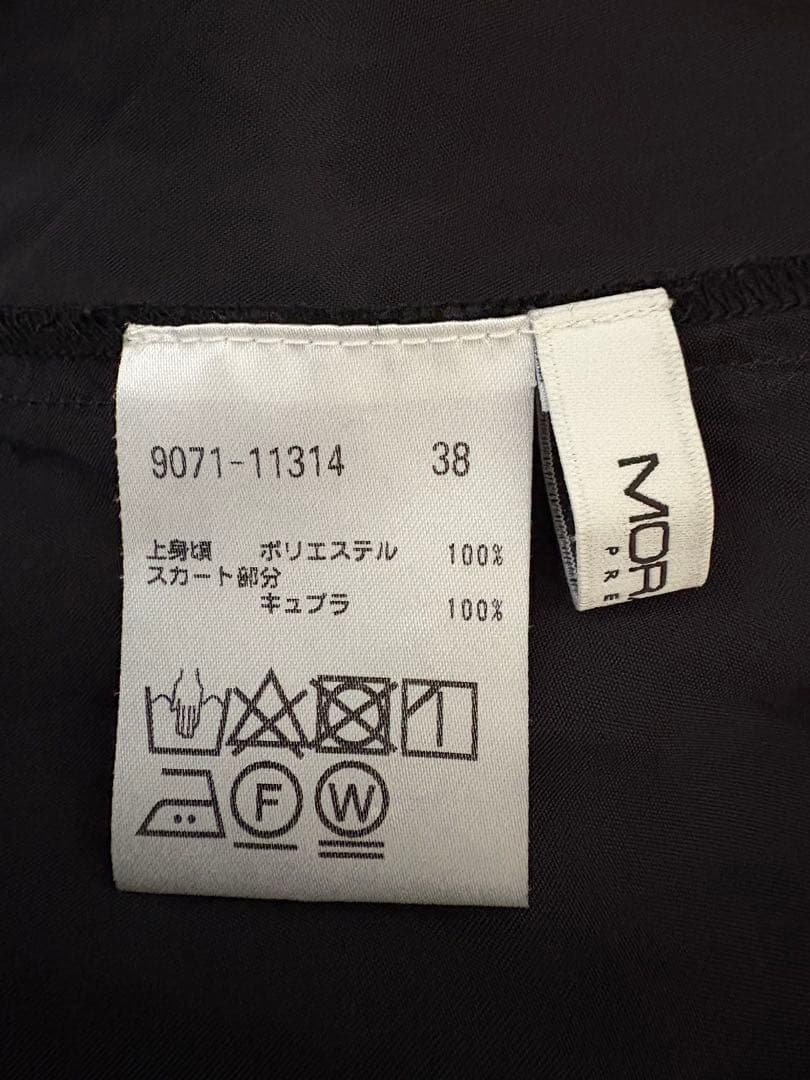 9071-11314 38
上身頃 ポリエステル 100%
スカート部分
キュプラ 100%
F W
MOR
PRE